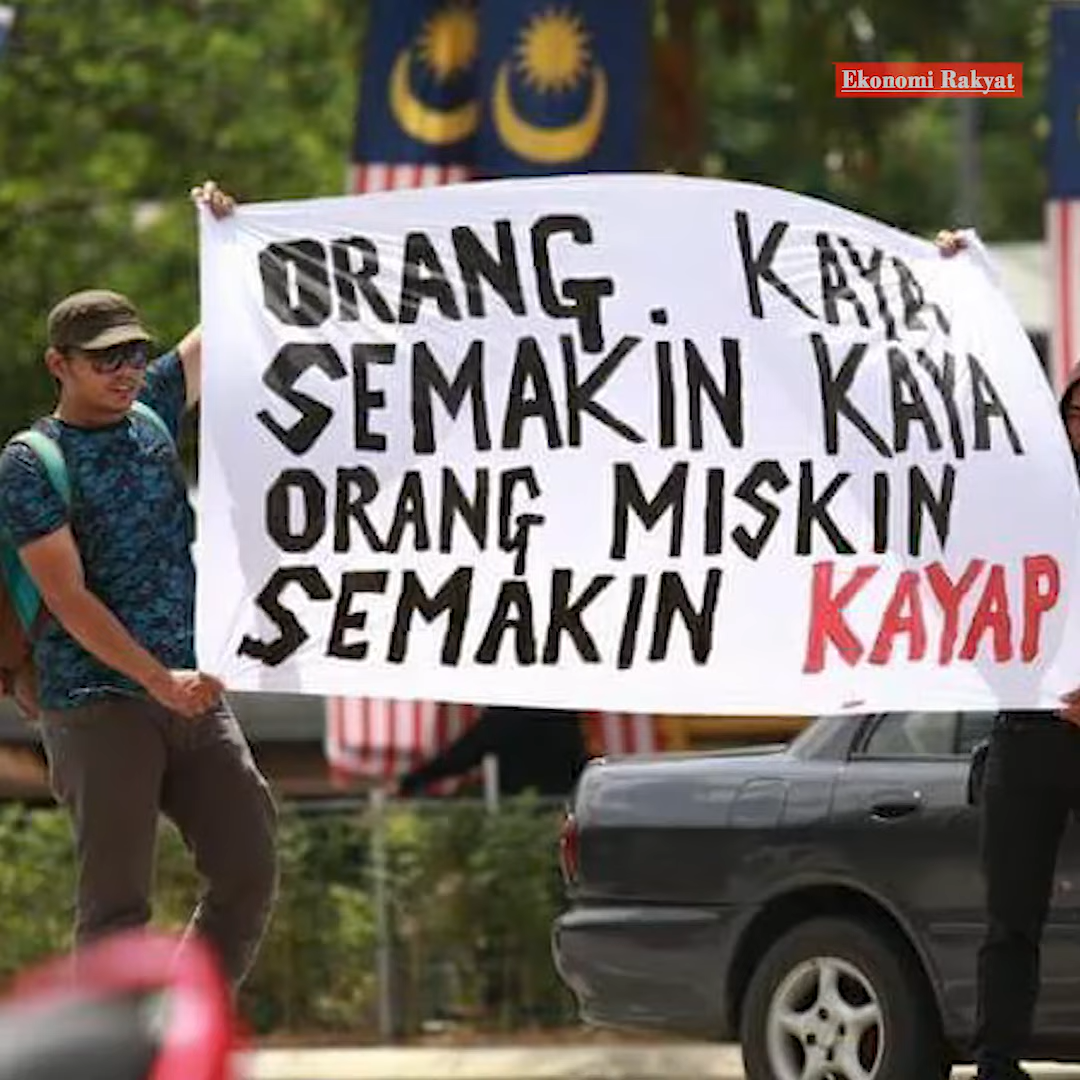 Ekonomi Rakyat
ORANG KAYA
SEMAKiN KAYA
ORANG MISKIN
SEMAKIN KAYAP